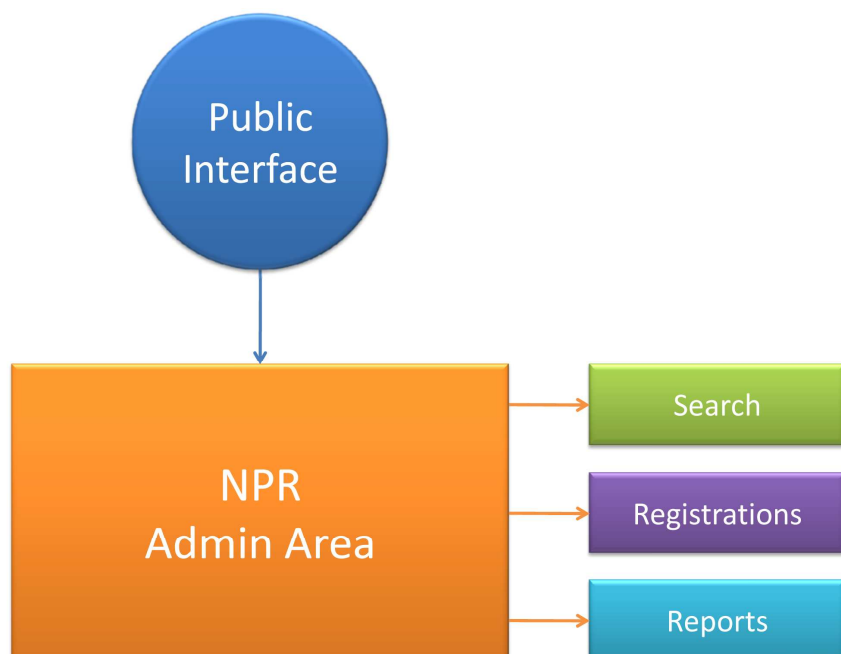 Public
Interface
NPR
Admin Area
Search
Registrations
Reports